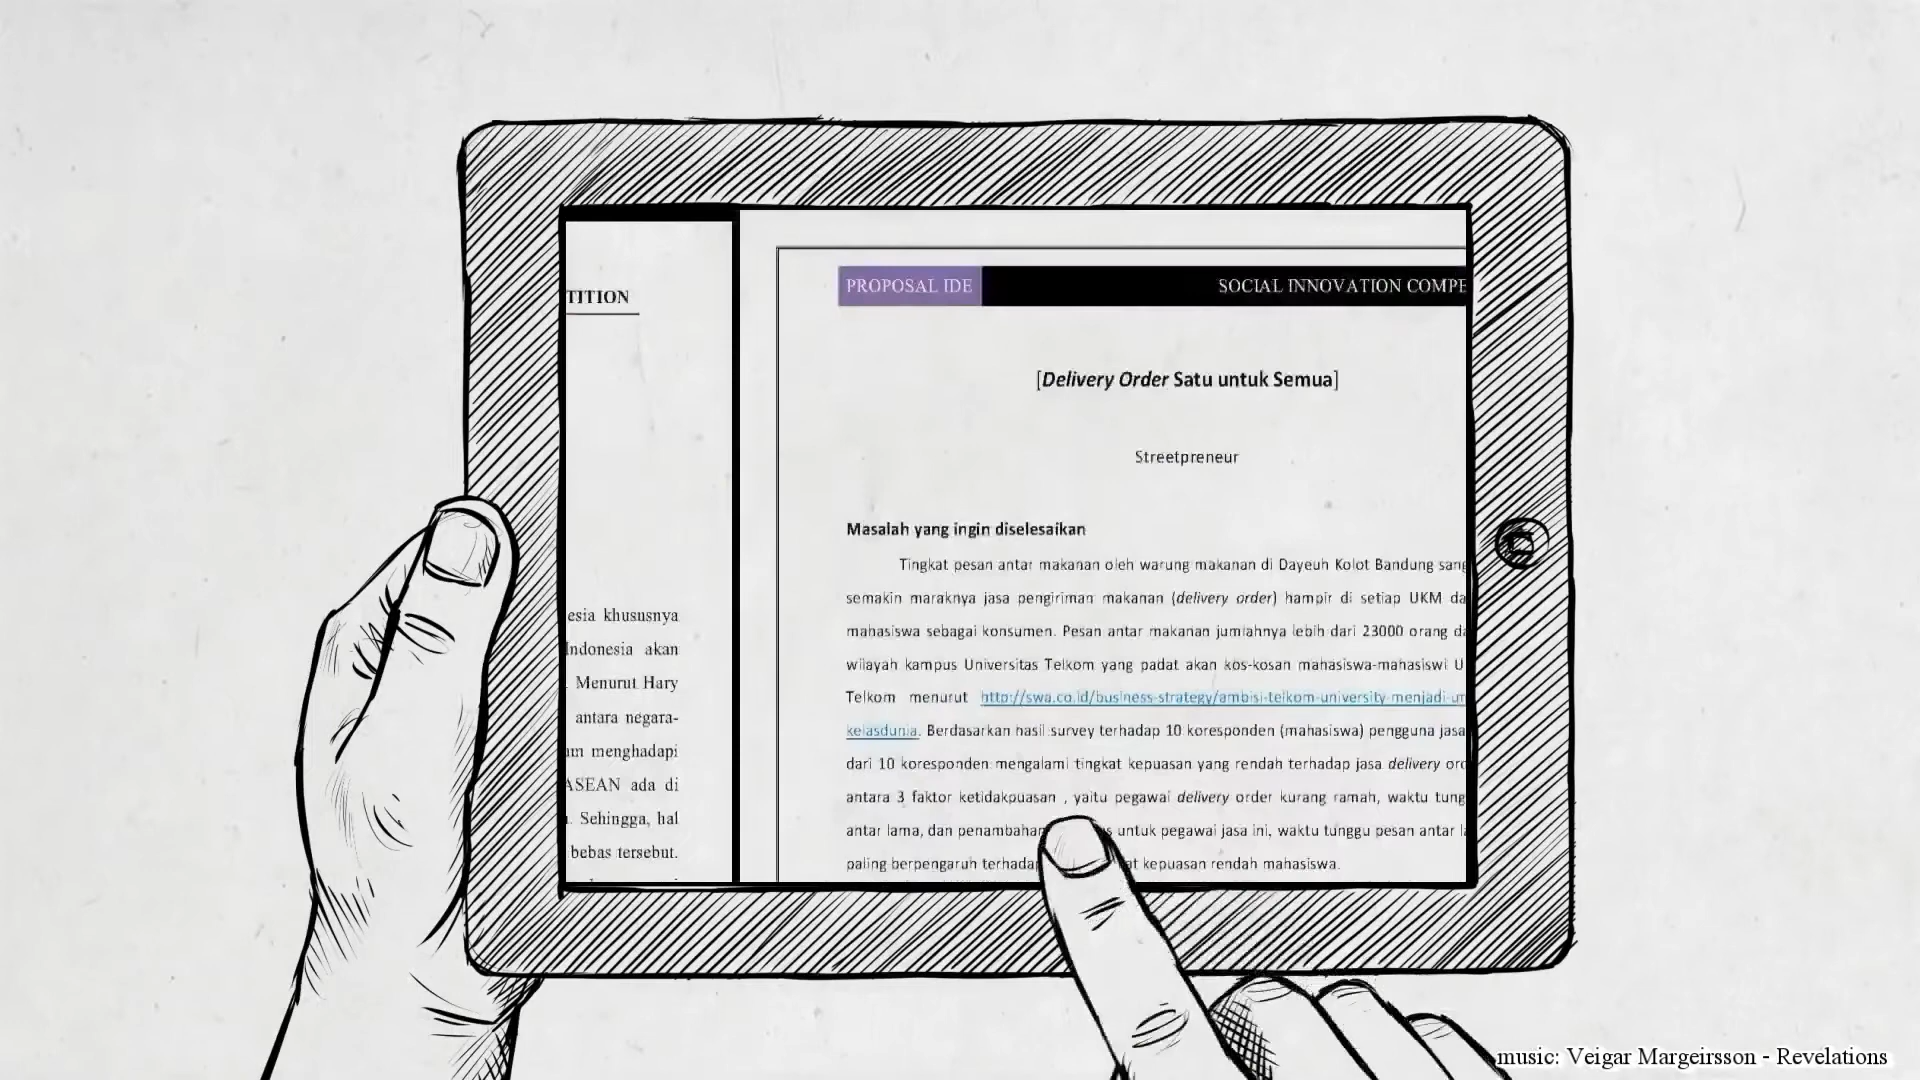 TITION
esia khususnya
Indonesia akan
. Menurut Hary
antara negara-
am menghadapi
ASEAN ada di
. Sehingga, hal
bebas tersebut.
PROPOSAL IDE
SOCIAL INNOVATION COMPE
[Delivery Order Satu untuk Semua]
Streetpreneur
Masalah yang ingin diselesaikan
Tingkat pesan antar makanan oleh warung makanan di Dayeuh Kolot Bandung sang
semakin maraknya jasa pengiriman makanan (delivery order) hampir di setiap UKM da
mahasiswa sebagai konsumen. Pesan antar makanan jumlahnya lebih dari 23000 orang da
wilayah kampus Universitas Telkom yang padat akan kos-kosan mahasiswa-mahasiswi U
Telkom menurut http://swa.co.id/business-strategy/ambisi-telkom-university-menjadi-un
kelasdunia. Berdasarkan hasil survey terhadap 10 koresponden (mahasiswa) pengguna jasa
dari 10 koresponden mengalami tingkat kepuasan yang rendah terhadap jasa delivery ord
antara 3 faktor ketidakpuasan , yaitu pegawai delivery order kurang ramah, waktu tung
antar lama, dan penambahan s untuk pegawai jasa ini, waktu tunggu pesan antar la
paling berpengaruh terhadap at kepuasan rendah mahasiswa.
music: Veigar Margeirsson - Revelations